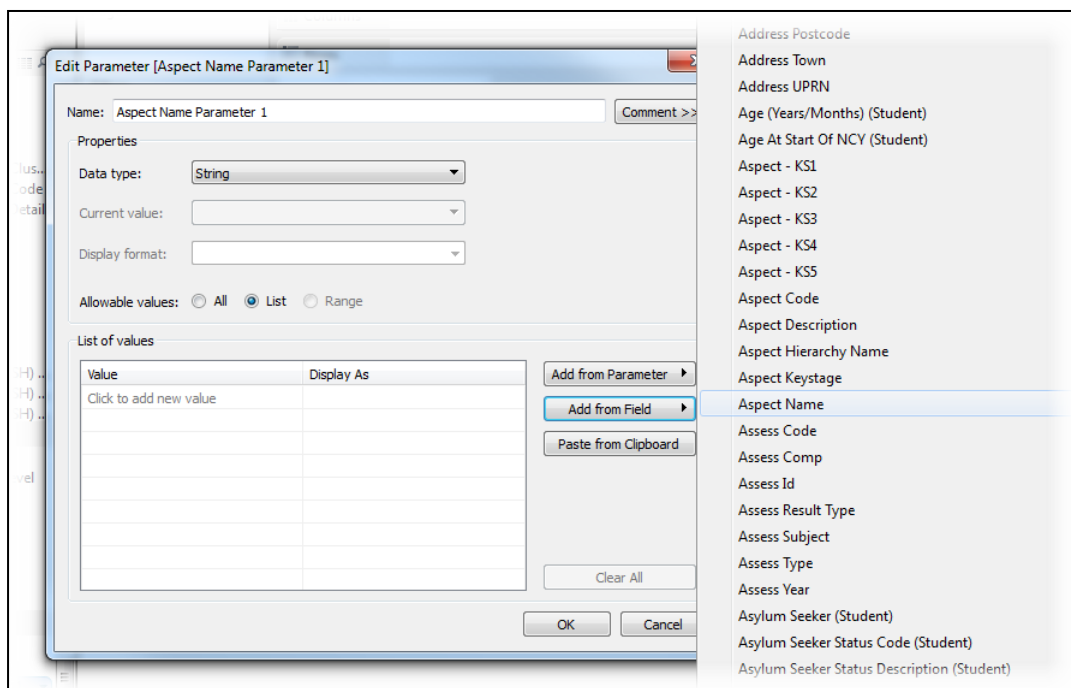 Edit Parameter [Aspect Name Parameter 1]
Name: Aspect Name Parameter 1 Comment >>
Properties
Data type: String
Current value:
Display format:
Allowable values: All List Range
List of values
Value Display As
Click to add new value
Add from Parameter
Add from Field
Paste from Clipboard
Clear All
OK Cancel
Address Postcode
Address Town
Address UPRN
Age (Years/Months) (Student)
Age At Start Of NCY (Student)
Aspect - KS1
Aspect - KS2
Aspect - KS3
Aspect - KS4
Aspect - KS5
Aspect Code
Aspect Description
Aspect Hierarchy Name
Aspect Keystage
Aspect Name
Assess Code
Assess Comp
Assess Id
Assess Result Type
Assess Subject
Assess Type
Assess Year
Asylum Seeker (Student)
Asylum Seeker Status Code (Student)
Asylum Seeker Status Description (Student)